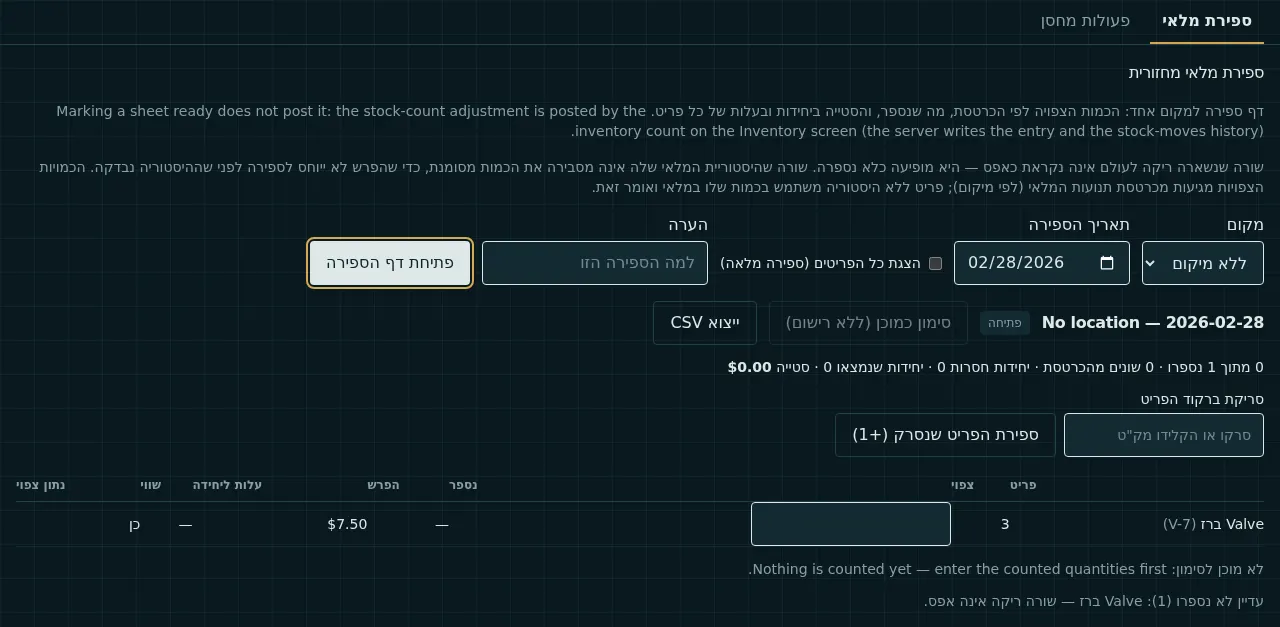 ספירת מלאי
פעולות מחסן
ספירת מלאי מחזורית
דף ספירה למקום אחד: הכמות הצפויה לפי הכרטסת, מה שנספר, והסטייה ביחידות ובעלות של כל פריט. Marking a sheet ready does not post it: the stock-count adjustment is posted by the
inventory count on the Inventory screen (the server writes the entry and the stock-moves history).
שורה שנשארה ריקה לעולם אינה נקראת כאפס — היא מופיעה כלא נספרה. שורה שהיסטוריית המלאי שלה אינה מסבירה את הכמות מסומנת, כדי שהפרש לא ייוחס לספירה לפני שההיסטוריה נבדקה. הכמויות
הצפויות מגיעות מכרטסת תנועות המלאי (לפי מיקום); פריט ללא היסטוריה משתמש בכמות שלו במלאי ואומר זאת.
מקום
תאריך הספירה
הערה
ללא מיקום
02/28/2026
הצגת כל הפריטים (ספירה מלאה)
למה הספירה הזו
פתיחת דף הספירה
No location — 2026-02-28
פתיחה
סימון כמוכן (ללא רישום)
ייצוא CSV
0 מתוך 1 נספרו · 0 שונים מהכרטסת · יחידות חסרות 0 · יחידות שנמצאו 0 · סטייה $0.00
סריקת ברקוד הפריט
סרקו או הקלידו מק"ט
ספירת הפריט שנסרק (+1)
פריט צפוי נספר הפרש עלות ליחידה שווי נתון צפוי
Valve ברז (V-7) 3 — $7.50 — כן
לא מוכן לסימון: Nothing is counted yet — enter the counted quantities first.
עדיין לא נספרו (1): Valve ברז — שורה ריקה אינה אפס.